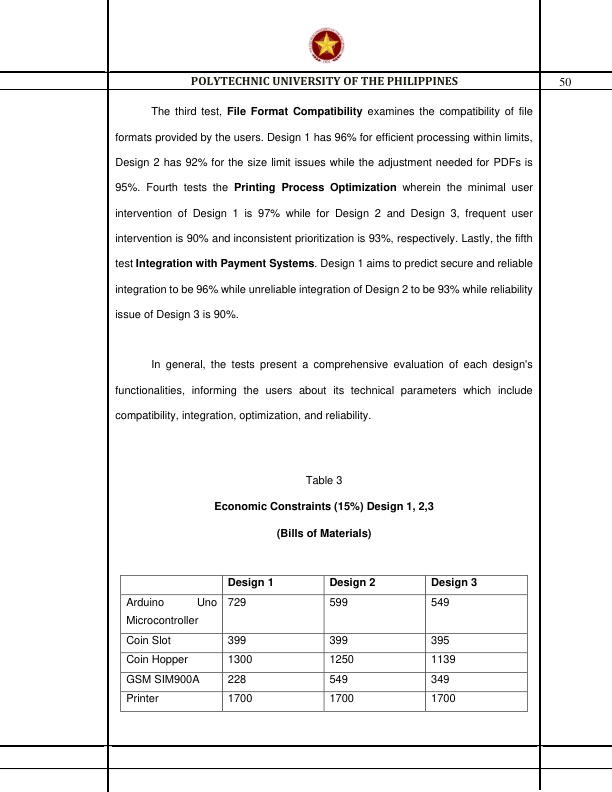 POLYTECHNIC UNIVERSITY OF THE PHILIPPINES 50
The third test, File Format Compatibility examines the compatibility of file
formats provided by the users. Design 1 has 96% for efficient processing within limits,
Design 2 has 92% for the size limit issues while the adjustment needed for PDFs is
95%. Fourth tests the Printing Process Optimization wherein the minimal user
intervention of Design 1 is 97% while for Design 2 and Design 3, frequent user
intervention is 90% and inconsistent prioritization is 93%, respectively. Lastly, the fifth
test Integration with Payment Systems. Design 1 aims to predict secure and reliable
integration to be 96% while unreliable integration of Design 2 to be 93% while reliability
issue of Design 3 is 90%.
In general, the tests present a comprehensive evaluation of each design's
functionalities, informing the users about its technical parameters which include
compatibility, integration, optimization, and reliability.
Table 3
Economic Constraints (15%) Design 1, 2,3
(Bills of Materials)
Design 1 Design 2 Design 3
Arduino Uno 729 599 549
Microcontroller
Coin Slot 399 399 395
Coin Hopper 1300 1250 1139
GSM SIM900A 228 549 349
Printer 1700 1700 1700